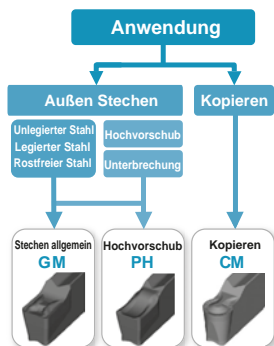 Anwendung
Außen Stechen
Kopieren
Unlegierter Stahl
Legierter Stahl
Rostfreier Stahl
Hochvorschub
Unterbrechung
Stechen allgemein
GM
Hochvorschub
PH
Kopieren
CM